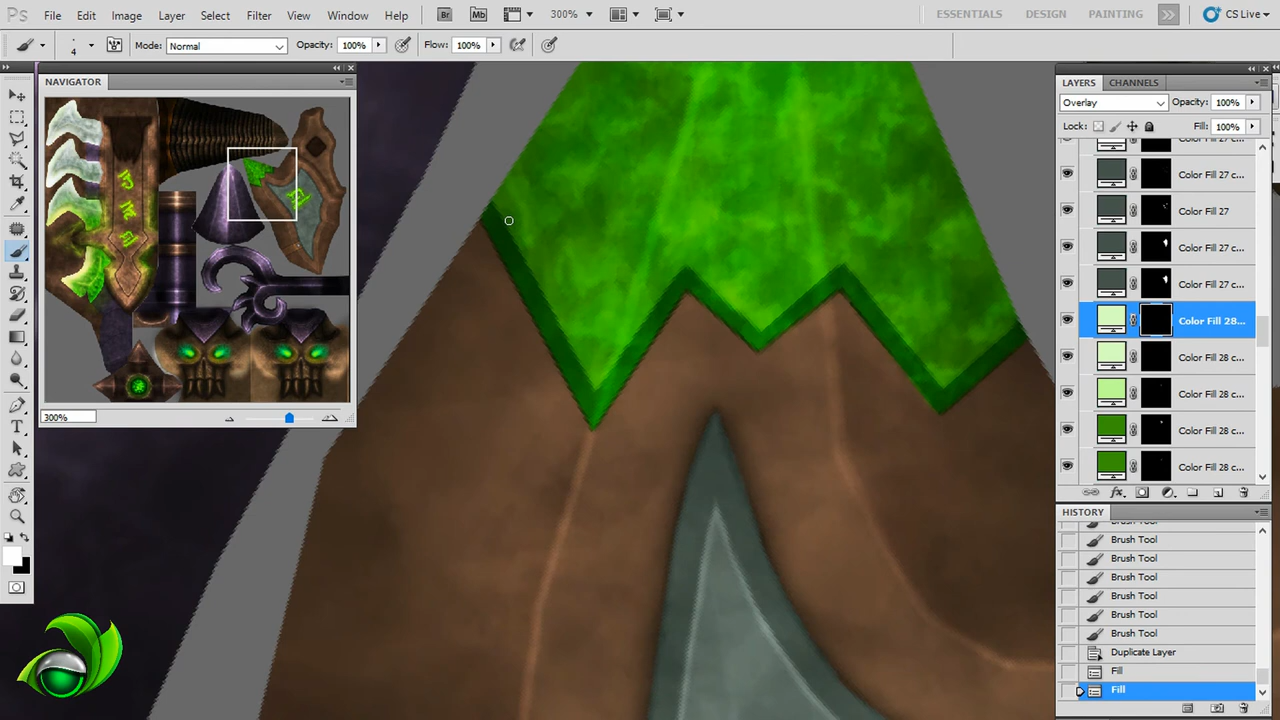 Ps File Edit Image Layer Select Filter View Window Help Br Mb 300% ESSENTIALS DESIGN PAINTING CS Live
4 Mode: Normal Opacity: 100% Flow: 100%
NAVIGATOR
300%
LAYERS CHANNELS
Overlay Opacity: 100%
Lock: Fill: 100%
Color Fill 27 c...
Color Fill 27
Color Fill 27 c...
Color Fill 27 c...
Color Fill 28...
Color Fill 28 c...
Color Fill 28 c...
Color Fill 28 c...
Color Fill 28 c...
HISTORY
Brush Tool
Brush Tool
Brush Tool
Brush Tool
Brush Tool
Brush Tool
Duplicate Layer
Fill
Fill